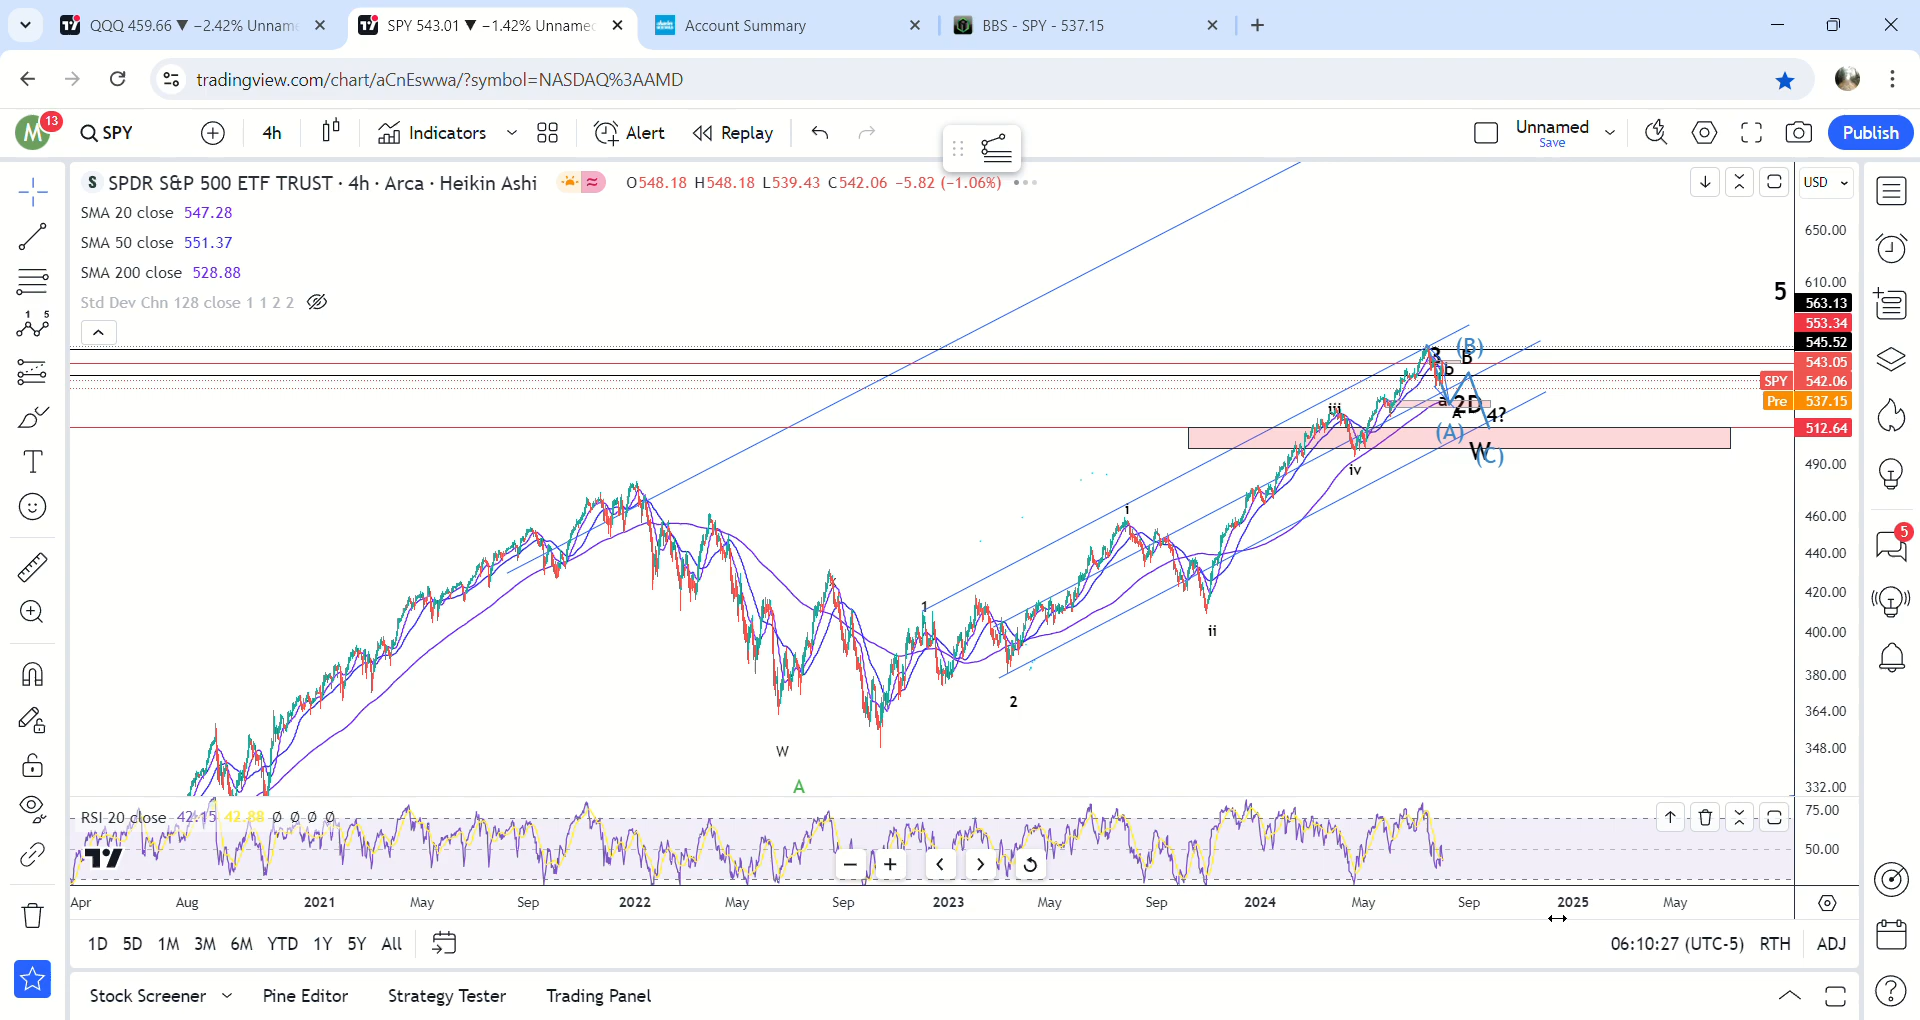 QQQ 459.66 ▼ −2.42% Unnam
SPY 543.01 ▼ −1.42% Unnamed
Account Summary
BBS - SPY - 537.15
tradingview.com/chart/aCnEswwa/?symbol=NASDAQ%3AAMD
M
13
SPY
4h
Indicators
Alert
Replay
Unnamed
Save
Publish
S SPDR S&P 500 ETF TRUST · 4h · Arca · Heikin Ashi
O548.18 H548.18 L539.43 C542.06 −5.82 (−1.06%)
USD
SMA 20 close 547.28
SMA 50 close 551.37
SMA 200 close 528.88
Std Dev Chn 128 close 1 1 2 2
650.00
610.00
5
563.13
553.34
545.52
543.05
SPY 542.06
Pre 537.15
512.64
490.00
460.00
440.00
420.00
400.00
380.00
364.00
348.00
332.00
3
(B)
B
b
iii
a
2D
A
4?
(A)
W
(C)
iv
i
x
1
ii
2
W
A
1 5
5
RSI 20 close 42.15 42.88 Ø Ø Ø Ø
75.00
50.00
Apr
Aug
2021
May
Sep
2022
May
Sep
2023
May
Sep
2024
May
Sep
2025
May
1D 5D 1M 3M 6M YTD 1Y 5Y All
06:10:27 (UTC-5) RTH ADJ
Stock Screener
Pine Editor
Strategy Tester
Trading Panel